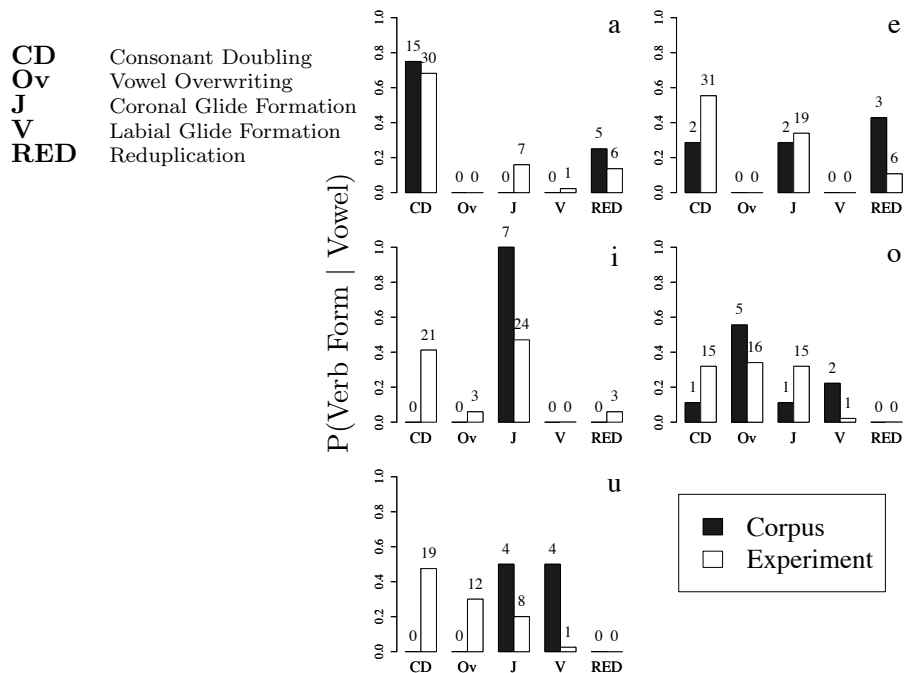 CD Consonant Doubling
Ov Vowel Overwriting
J Coronal Glide Formation
V Labial Glide Formation
RED Reduplication
P(Verb Form | Vowel)
a
1.0
0.8
0.6
0.4
0.2
0.0
15 30 0 0 0 7 0 1 5 6
CD Ov J V RED
e
1.0
0.8
0.6
0.4
0.2
0.0
2 31 0 0 2 19 0 0 3 6
CD Ov J V RED
i
1.0
0.8
0.6
0.4
0.2
0.0
0 21 0 3 7 24 0 0 0 3
CD Ov J V RED
o
1.0
0.8
0.6
0.4
0.2
0.0
1 15 5 16 1 15 2 1 0 0
CD Ov J V RED
u
1.0
0.8
0.6
0.4
0.2
0.0
0 19 0 12 4 8 4 1 0 0
CD Ov J V RED
Corpus
Experiment